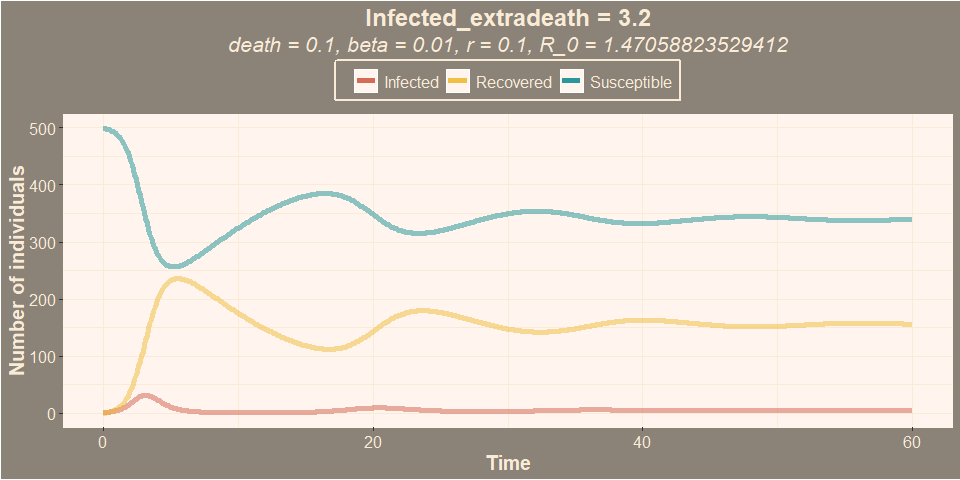 Infected_extradeath = 3.2
death = 0.1, beta = 0.01, r = 0.1, R_0 = 1.47058823529412
Infected Recovered Susceptible
Number of individuals
500
400
300
200
100
0
0 20 40 60
Time